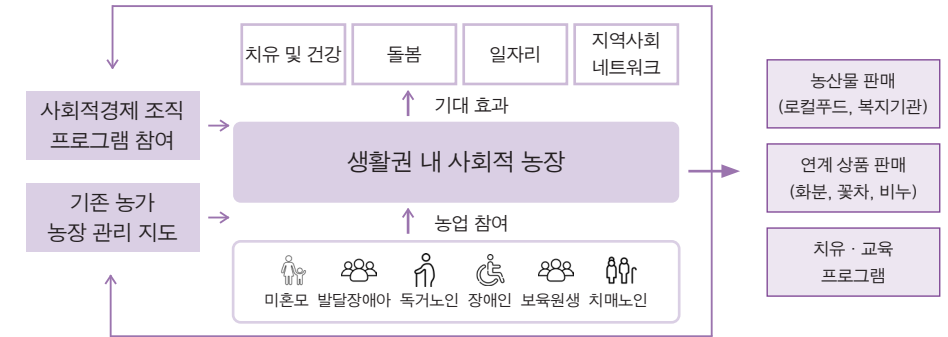 치유 및 건강
돌봄
일자리
지역사회
네트워크
기대 효과
사회적경제 조직
프로그램 참여
생활권 내 사회적 농장
기존 농가
농장 관리 지도
농업 참여
미혼모
발달장애아
독거노인
장애인
보육원생
치매노인
농산물 판매
(로컬푸드, 복지기관)
연계 상품 판매
(화분, 꽃차, 비누)
치유 · 교육
프로그램